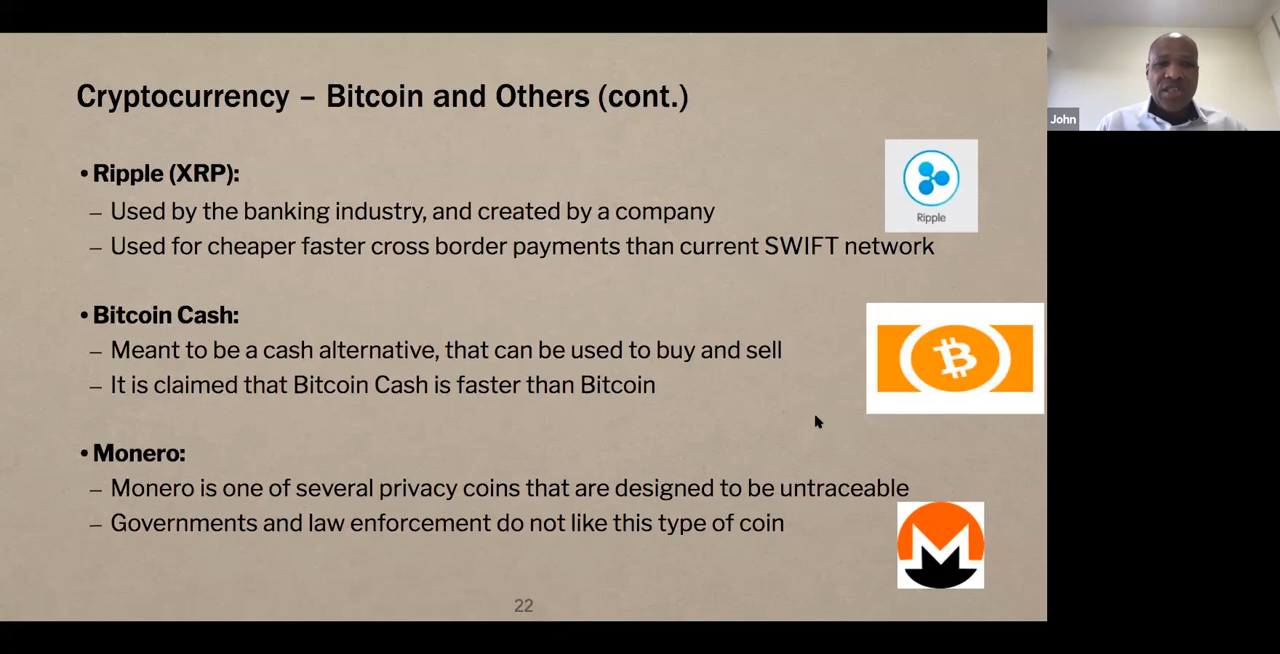 Cryptocurrency – Bitcoin and Others (cont.)
John
• Ripple (XRP):
– Used by the banking industry, and created by a company
– Used for cheaper faster cross border payments than current SWIFT network
Ripple
• Bitcoin Cash:
– Meant to be a cash alternative, that can be used to buy and sell
– It is claimed that Bitcoin Cash is faster than Bitcoin
• Monero:
– Monero is one of several privacy coins that are designed to be untraceable
– Governments and law enforcement do not like this type of coin
22